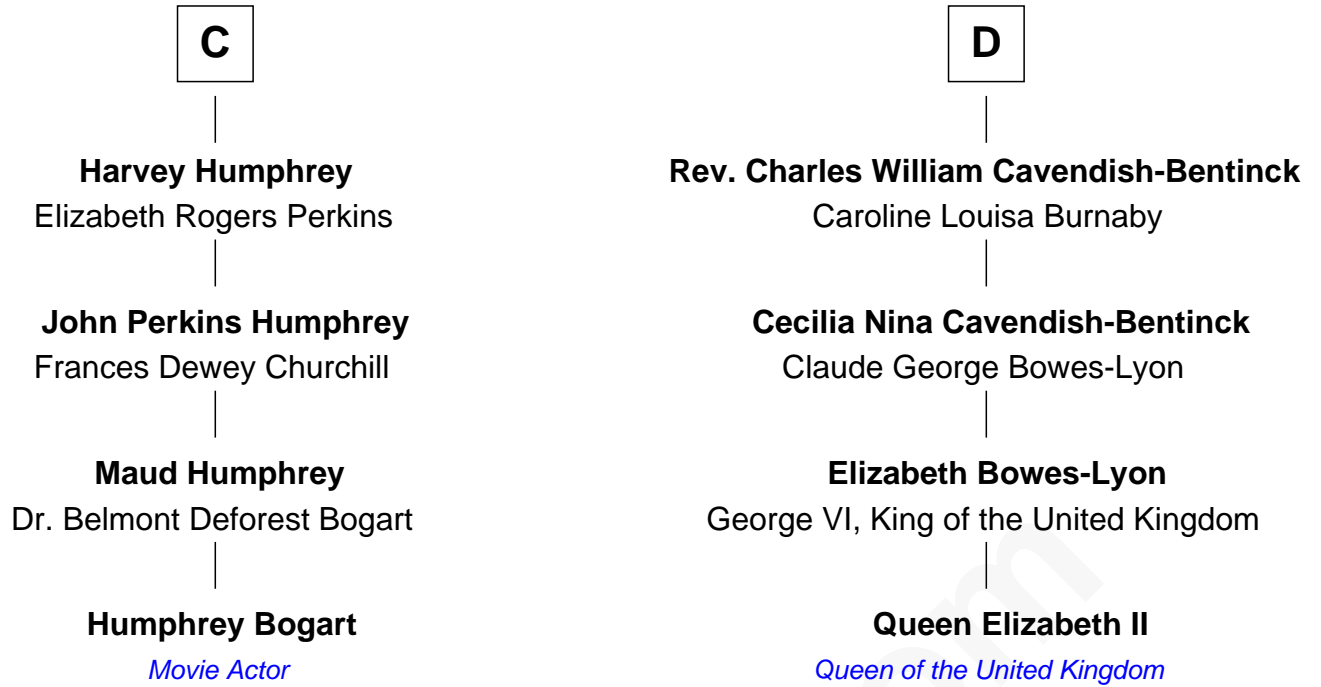 C
Harvey Humphrey
Elizabeth Rogers Perkins
John Perkins Humphrey
Frances Dewey Churchill
Maud Humphrey
Dr. Belmont Deforest Bogart
Humphrey Bogart
Movie Actor
D
Rev. Charles William Cavendish-Bentinck
Caroline Louisa Burnaby
Cecilia Nina Cavendish-Bentinck
Claude George Bowes-Lyon
Elizabeth Bowes-Lyon
George VI, King of the United Kingdom
Queen Elizabeth II
Queen of the United Kingdom